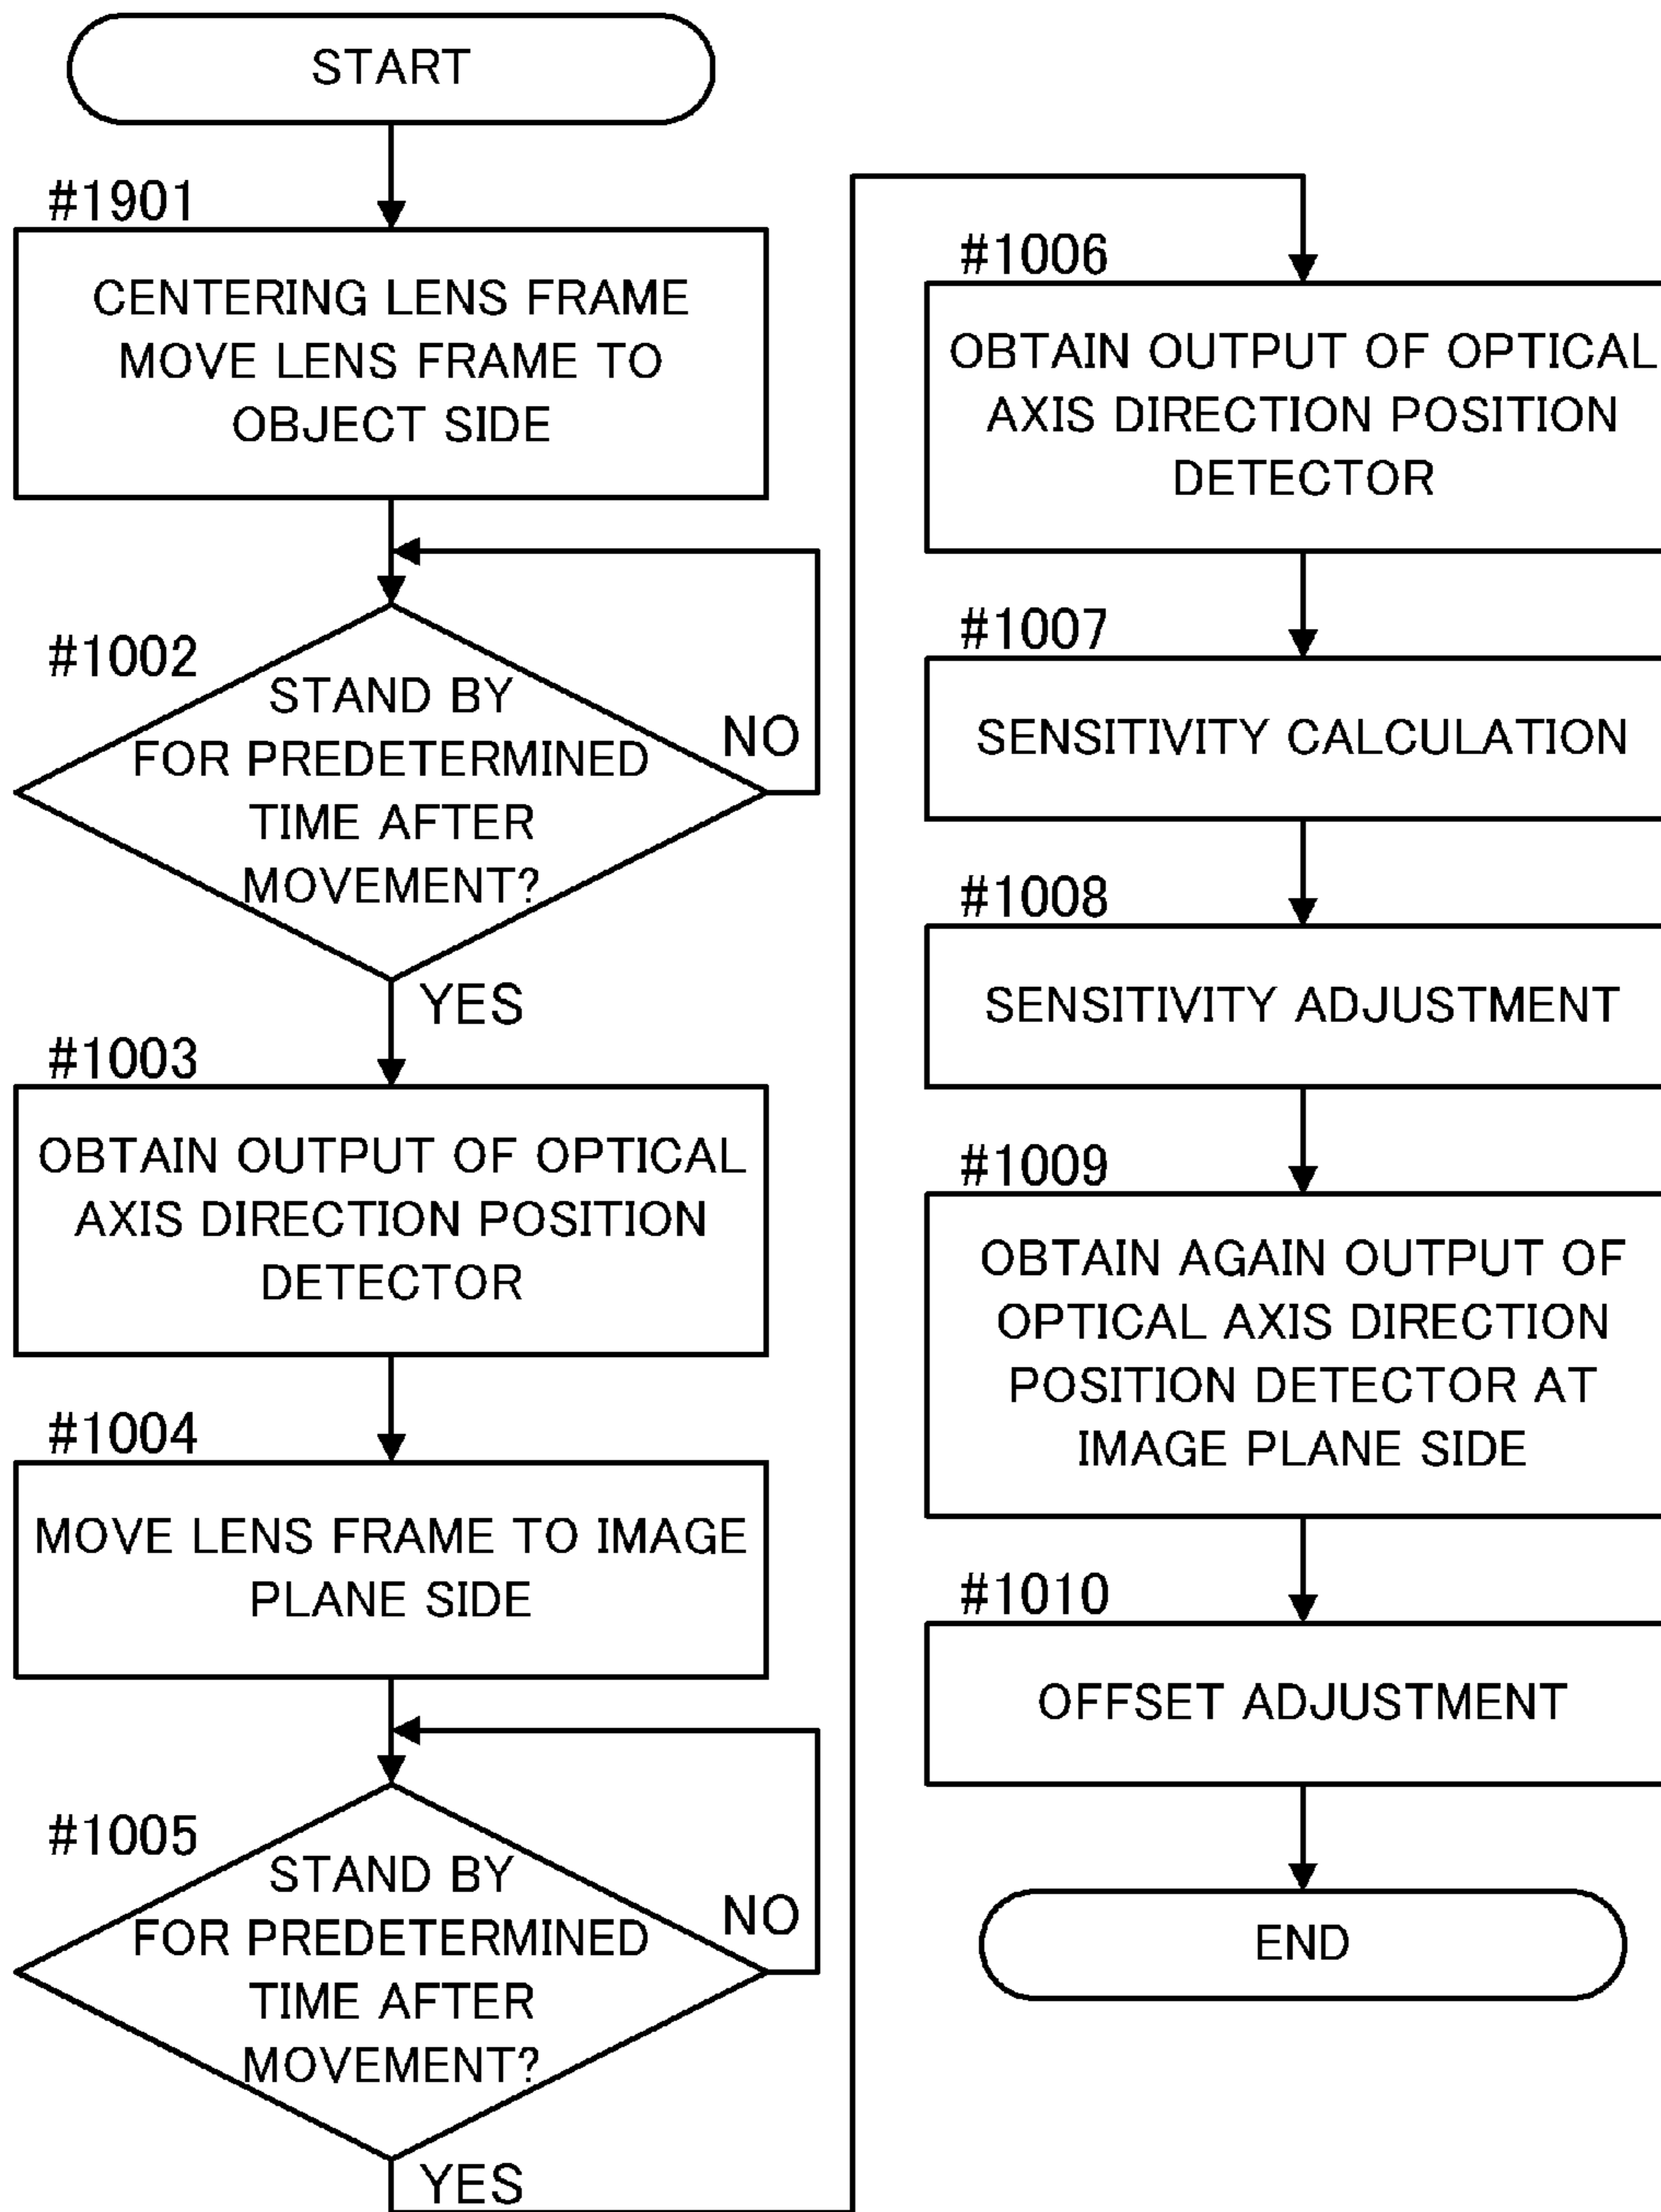 START
#1901
CENTERING LENS FRAME
MOVE LENS FRAME TO
OBJECT SIDE
#1002
STAND BY
FOR PREDETERMINED
TIME AFTER
MOVEMENT?
NO
YES
#1003
OBTAIN OUTPUT OF OPTICAL
AXIS DIRECTION POSITION
DETECTOR
#1004
MOVE LENS FRAME TO IMAGE
PLANE SIDE
#1005
STAND BY
FOR PREDETERMINED
TIME AFTER
MOVEMENT?
NO
YES
#1006
OBTAIN OUTPUT OF OPTICAL
AXIS DIRECTION POSITION
DETECTOR
#1007
SENSITIVITY CALCULATION
#1008
SENSITIVITY ADJUSTMENT
#1009
OBTAIN AGAIN OUTPUT OF
OPTICAL AXIS DIRECTION
POSITION DETECTOR AT
IMAGE PLANE SIDE
#1010
OFFSET ADJUSTMENT
END